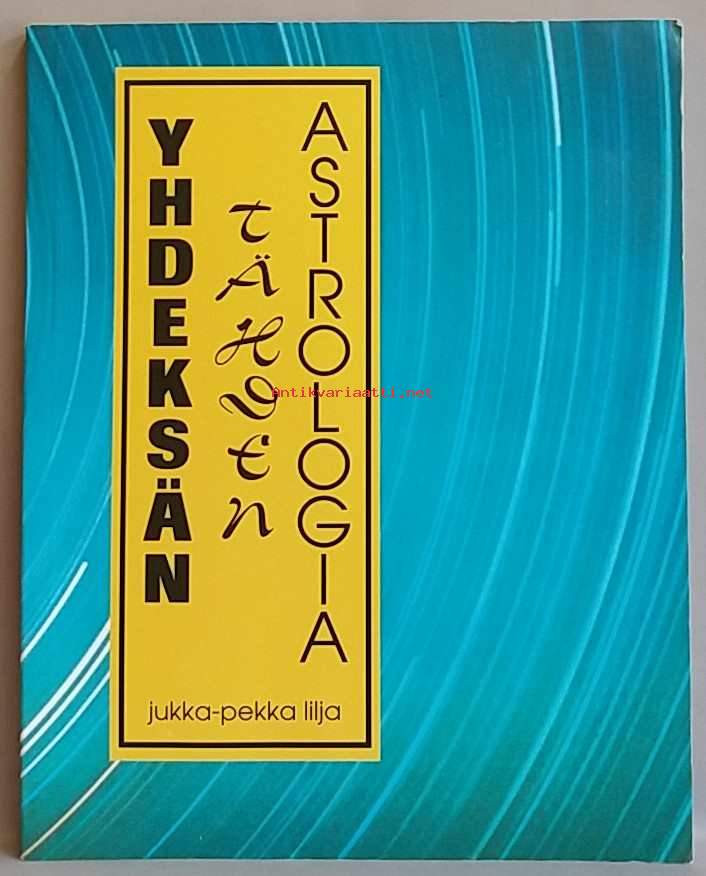 YHDEKSÄN
TÄHDEN
ASTROLOGIA
jukka-pekka lilja
Antikvariaatti.net